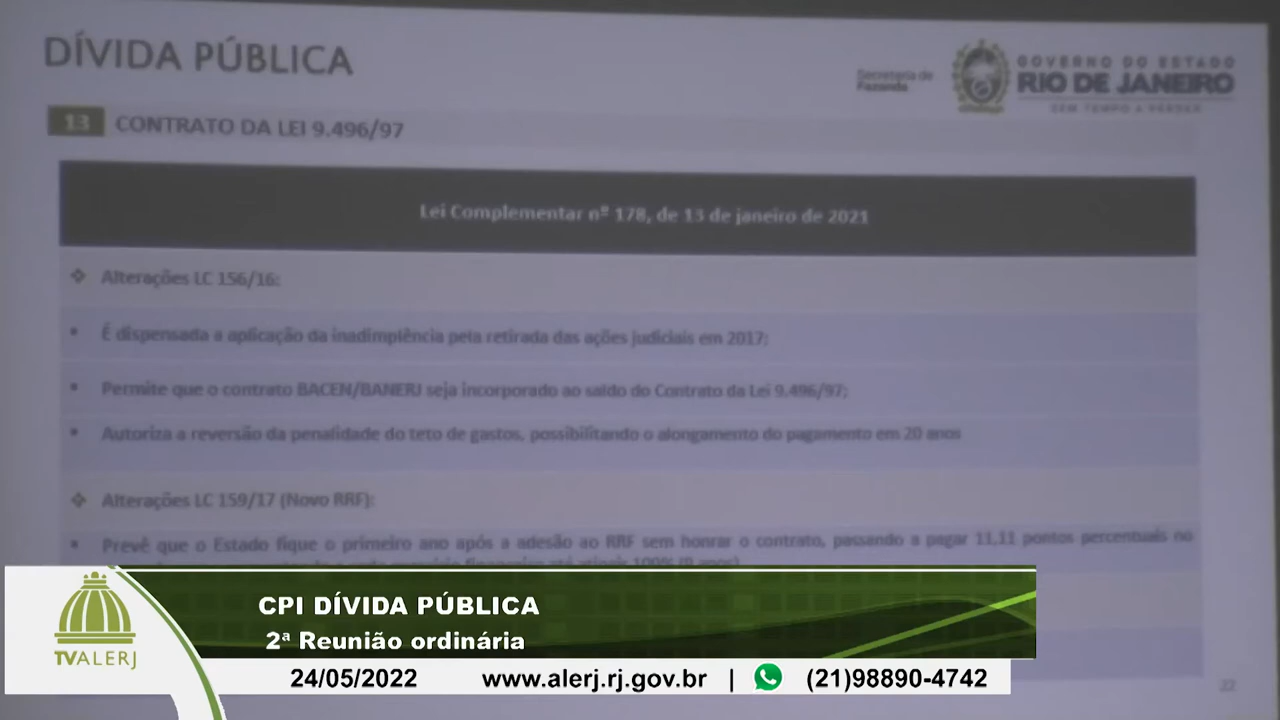 DÍVIDA PÚBLICA
Secretaria de
Fazenda
GOVERNO DO ESTADO
RIO DE JANEIRO
SEM TEMPO A PERDER
13 CONTRATO DA LEI 9.496/97
Lei Complementar nº 178, de 13 de janeiro de 2021
Alterações LC 156/16:
É dispensada a aplicação da inadimplência pela retirada das ações judiciais em 2017;
Permite que o contrato BACEN/BANERJ seja incorporado ao saldo do Contrato da Lei 9.496/97;
Autoriza a reversão da penalidade do teto de gastos, possibilitando o alongamento do pagamento em 20 anos
Alterações LC 159/17 (Novo RRF):
Prevê que o Estado fique o primeiro ano após a adesão ao RRF sem honrar o contrato, passando a pagar 11,11 pontos percentuais no
até atingir 100% (9 anos)
CPI DÍVIDA PÚBLICA
2ª Reunião ordinária
TVALERJ
24/05/2022 www.alerj.rj.gov.br | (21)98890-4742
22